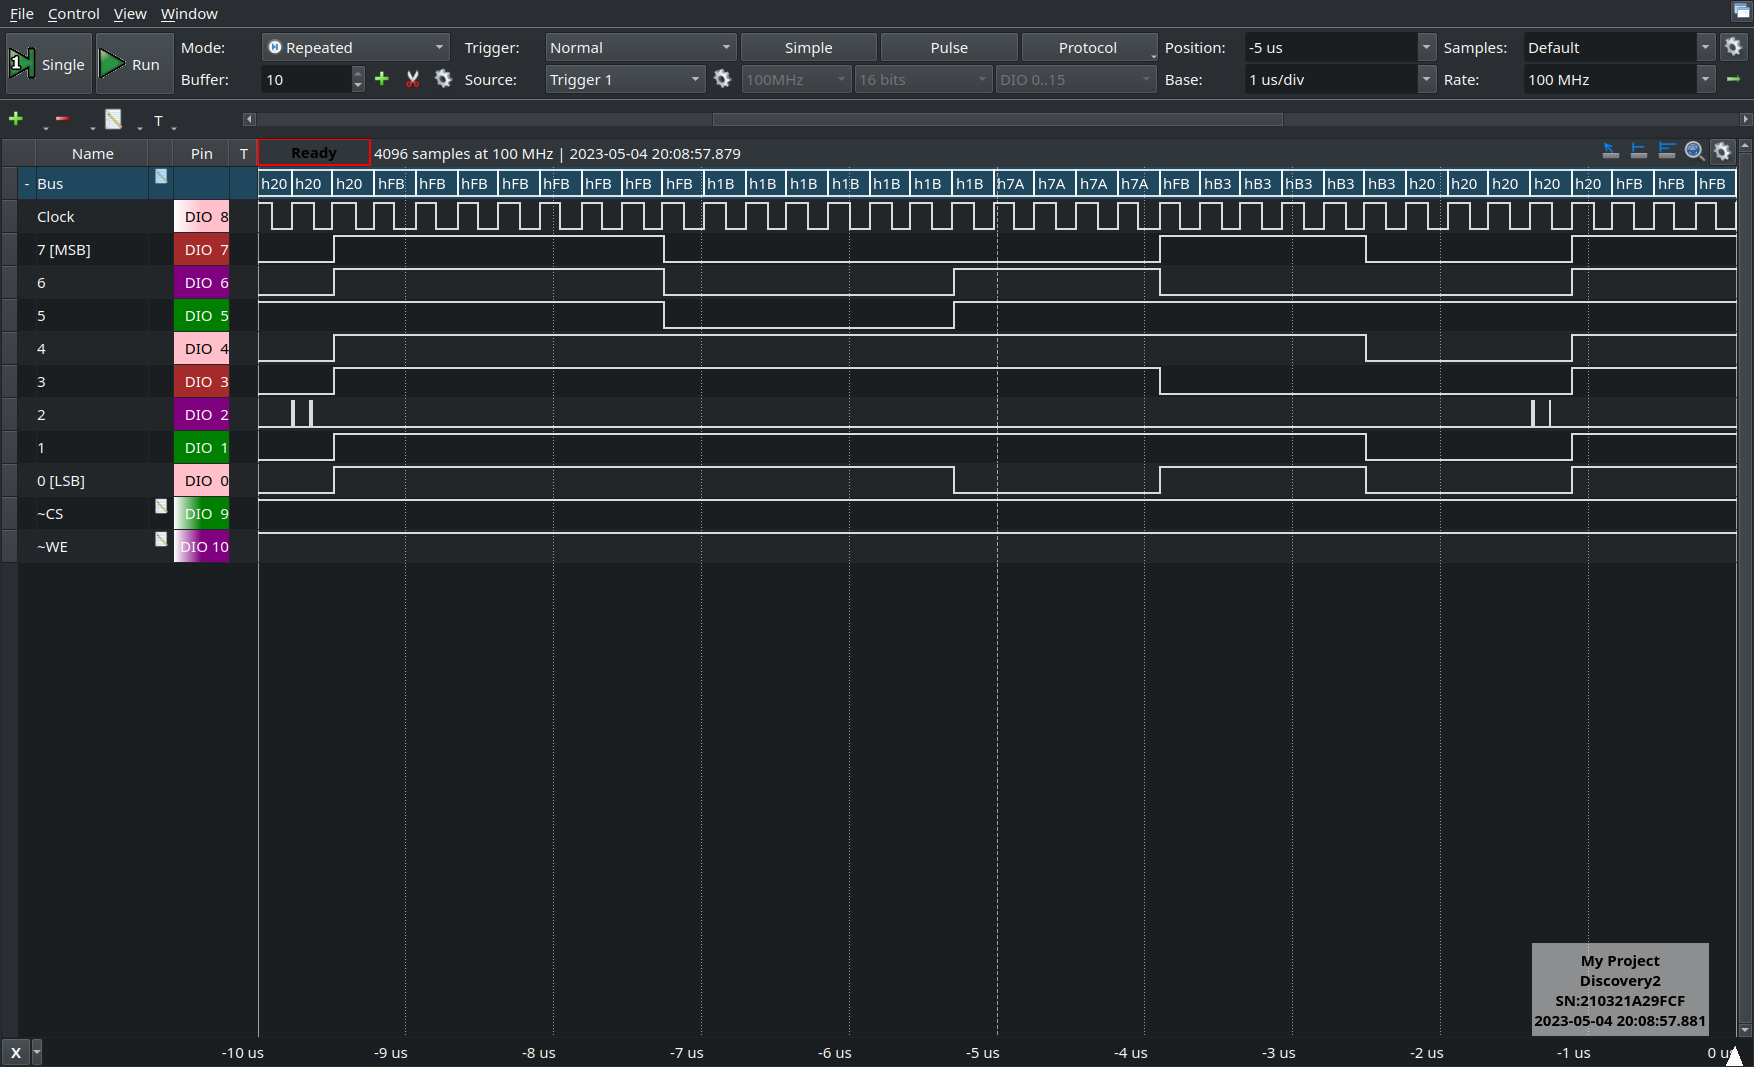 File Control View Window
Single Run Mode: Repeated Trigger: Normal Simple Pulse Protocol Position: -5 us Samples: Default
Buffer: 10 Source: Trigger 1 100MHz 16 bits DIO 0..15 Base: 1 us/div Rate: 100 MHz
T
Name Pin T Ready 4096 samples at 100 MHz | 2023-05-04 20:08:57.879
- Bus h20 h20 h20 hFB hFB hFB hFB hFB hFB hFB hFB h1B h1B h1B h1B h1B h1B h1B h7A h7A h7A h7A hFB hB3 hB3 hB3 hB3 hB3 h20 h20 h20 h20 h20 hFB hFB hFB
Clock DIO 8
7 [MSB] DIO 7
6 DIO 6
5 DIO 5
4 DIO 4
3 DIO 3
2 DIO 2
1 DIO 1
0 [LSB] DIO 0
~CS DIO 9
~WE DIO 10
My Project
Discovery2
SN:210321A29FCF
2023-05-04 20:08:57.881
X -10 us -9 us -8 us -7 us -6 us -5 us -4 us -3 us -2 us -1 us 0 us